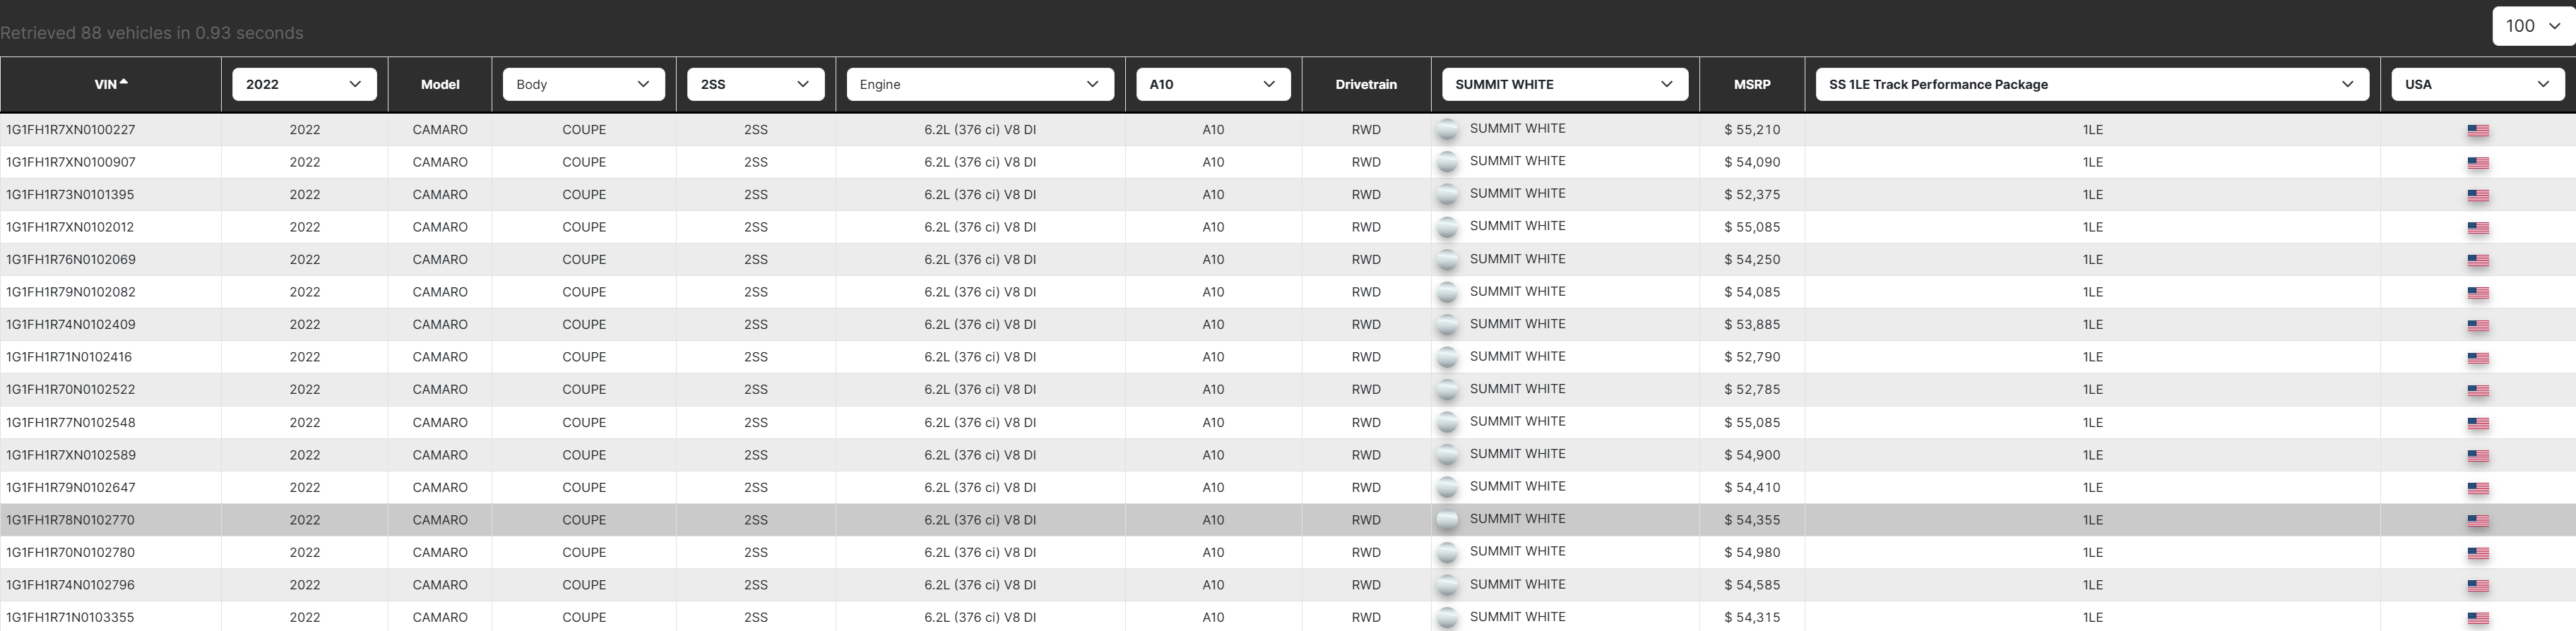 Retrieved 88 vehicles in 0.93 seconds
100
VIN 2022 Model Body 2SS Engine A10 Drivetrain SUMMIT WHITE MSRP SS 1LE Track Performance Package USA
1G1FH1R7XN0100227 2022 CAMARO COUPE 2SS 6.2L (376 ci) V8 DI A10 RWD SUMMIT WHITE $ 55,210 1LE
1G1FH1R7XN0100907 2022 CAMARO COUPE 2SS 6.2L (376 ci) V8 DI A10 RWD SUMMIT WHITE $ 54,090 1LE
1G1FH1R73N0101395 2022 CAMARO COUPE 2SS 6.2L (376 ci) V8 DI A10 RWD SUMMIT WHITE $ 52,375 1LE
1G1FH1R7XN0102012 2022 CAMARO COUPE 2SS 6.2L (376 ci) V8 DI A10 RWD SUMMIT WHITE $ 55,085 1LE
1G1FH1R76N0102069 2022 CAMARO COUPE 2SS 6.2L (376 ci) V8 DI A10 RWD SUMMIT WHITE $ 54,250 1LE
1G1FH1R79N0102082 2022 CAMARO COUPE 2SS 6.2L (376 ci) V8 DI A10 RWD SUMMIT WHITE $ 54,085 1LE
1G1FH1R74N0102409 2022 CAMARO COUPE 2SS 6.2L (376 ci) V8 DI A10 RWD SUMMIT WHITE $ 53,885 1LE
1G1FH1R71N0102416 2022 CAMARO COUPE 2SS 6.2L (376 ci) V8 DI A10 RWD SUMMIT WHITE $ 52,790 1LE
1G1FH1R70N0102522 2022 CAMARO COUPE 2SS 6.2L (376 ci) V8 DI A10 RWD SUMMIT WHITE $ 52,785 1LE
1G1FH1R77N0102548 2022 CAMARO COUPE 2SS 6.2L (376 ci) V8 DI A10 RWD SUMMIT WHITE $ 55,085 1LE
1G1FH1R7XN0102589 2022 CAMARO COUPE 2SS 6.2L (376 ci) V8 DI A10 RWD SUMMIT WHITE $ 54,900 1LE
1G1FH1R79N0102647 2022 CAMARO COUPE 2SS 6.2L (376 ci) V8 DI A10 RWD SUMMIT WHITE $ 54,410 1LE
1G1FH1R78N0102770 2022 CAMARO COUPE 2SS 6.2L (376 ci) V8 DI A10 RWD SUMMIT WHITE $ 54,355 1LE
1G1FH1R70N0102780 2022 CAMARO COUPE 2SS 6.2L (376 ci) V8 DI A10 RWD SUMMIT WHITE $ 54,980 1LE
1G1FH1R74N0102796 2022 CAMARO COUPE 2SS 6.2L (376 ci) V8 DI A10 RWD SUMMIT WHITE $ 54,585 1LE
1G1FH1R71N0103355 2022 CAMARO COUPE 2SS 6.2L (376 ci) V8 DI A10 RWD SUMMIT WHITE $ 54,315 1LE